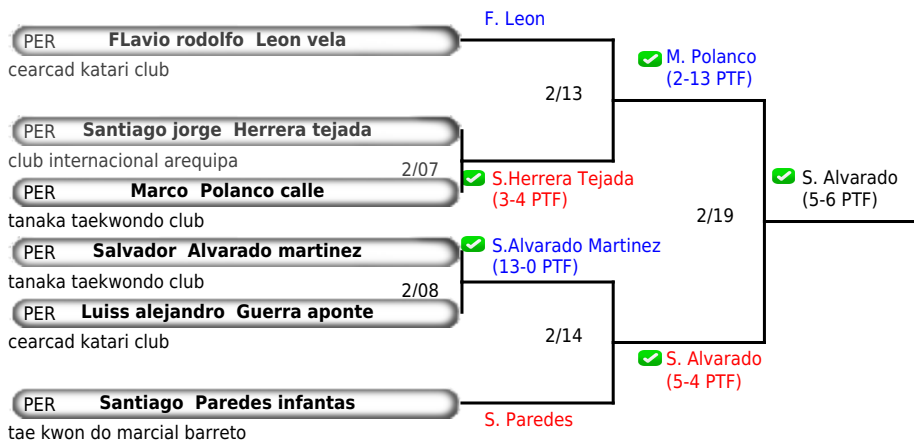 F. Leon
PER FLavio rodolfo Leon vela
cearcad katari club
M. Polanco
(2-13 PTF)
2/13
PER Santiago jorge Herrera tejada
club internacional arequipa
2/07
S.Herrera Tejada
(3-4 PTF)
PER Marco Polanco calle
tanaka taekwondo club
S. Alvarado
(5-6 PTF)
2/19
PER Salvador Alvarado martinez
S.Alvarado Martinez
(13-0 PTF)
tanaka taekwondo club
2/08
PER Luiss alejandro Guerra aponte
cearcad katari club
2/14
S. Alvarado
(5-4 PTF)
PER Santiago Paredes infantas
S. Paredes
tae kwon do marcial barreto